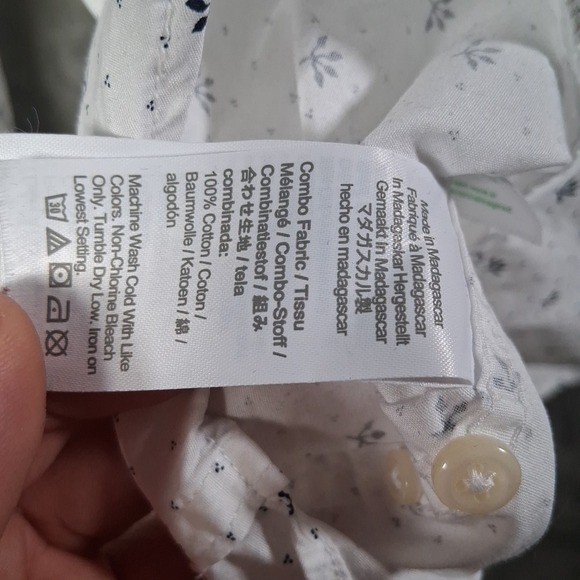 Made in Madagascar
Fabriqué à Madagascar
In Madagaskar Hergestellt
Gemaakt in Madagascar
マダガスカル製
hecho en madagascar
Combo Fabric / Tissu
Mélangé / Combo-Stoff /
Combinatiestof / 組み
合わせ生地 / tela
combinada:
100% Cotton / Coton /
Baumwolle / Katoen / 綿 /
algodón
Machine Wash Cold With Like
Colors. Non-Chlorine Bleach
Only. Tumble Dry Low. Iron on
Lowest Setting.